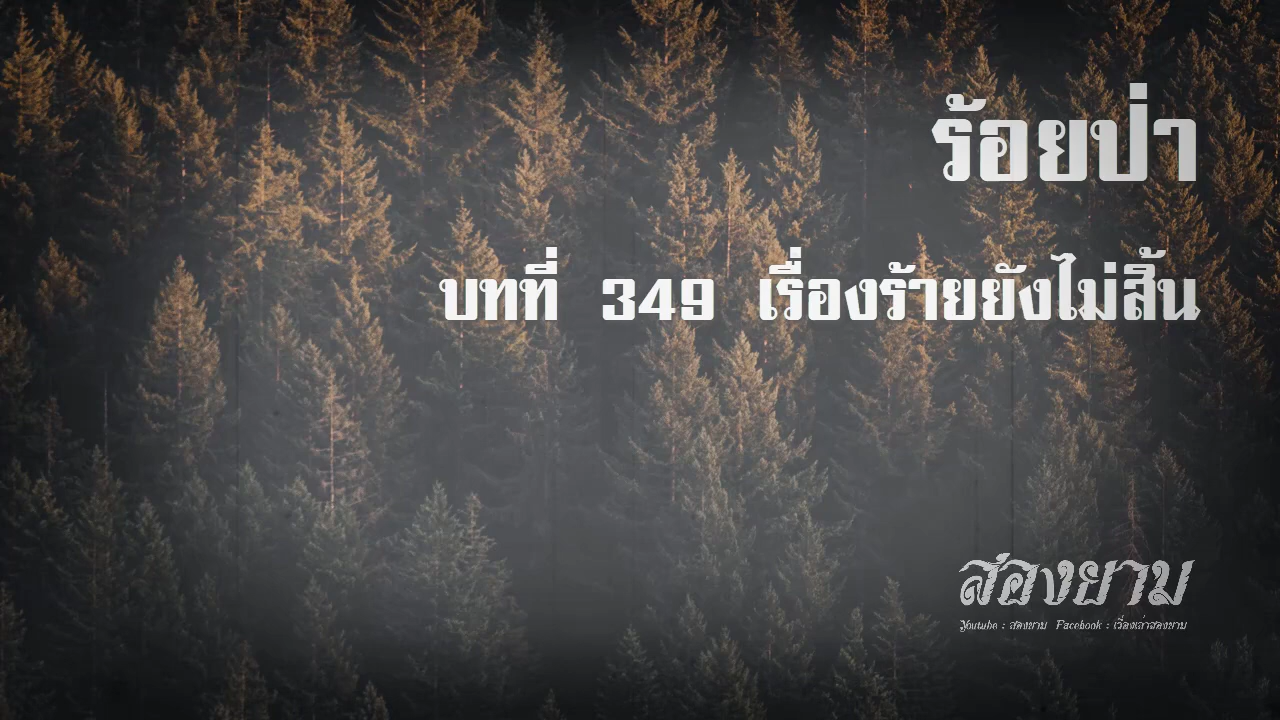 ร้อยป่า
บทที่ 349 เรื่องร้ายยังไม่สิ้น
สองยาม
Youtube : สองยาม Facebook : เรื่องเล่าสองยาม